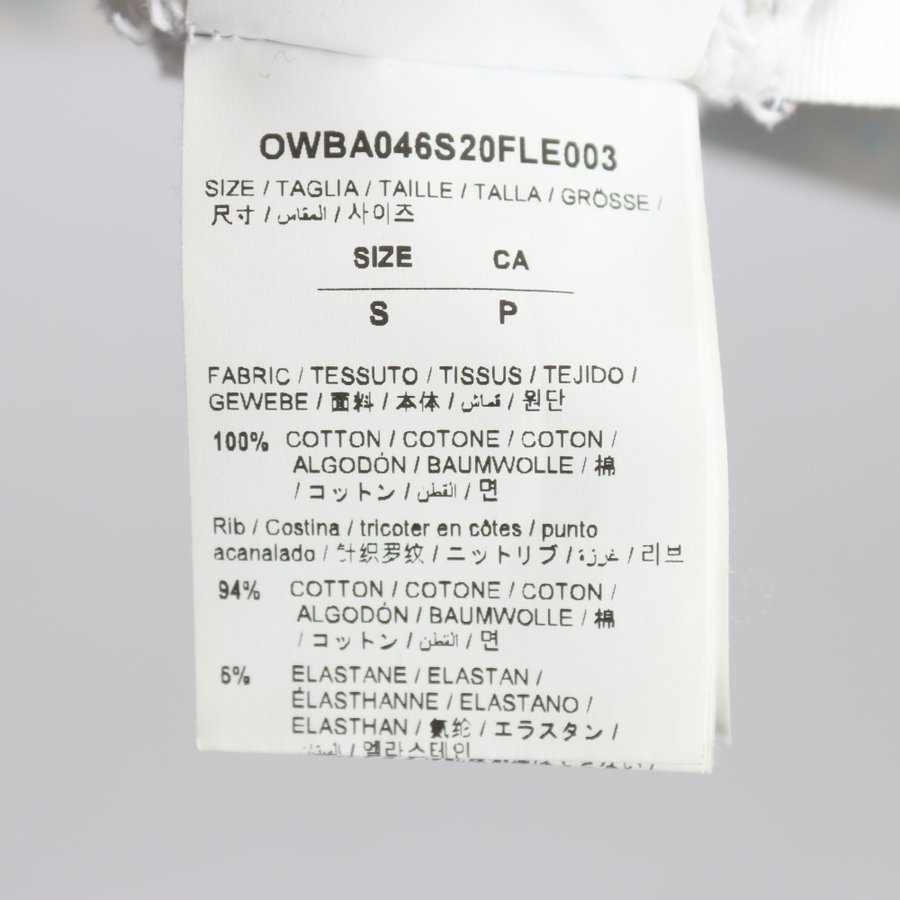 OWBA046S20FLE003
SIZE / TAGLIA / TAILLE / TALLA / GRÖSSE /
尺寸 / المقاس / 사이즈
SIZE CA
S P
FABRIC / TESSUTO / TISSUS / TEJIDO /
GEWEBE / 面料 / 本体 / قماش / 원단
100% COTTON / COTONE / COTON /
ALGODÓN / BAUMWOLLE / 棉
/ コットン / القطن / 면
Rib / Costina / tricoter en côtes / punto
acanalado / 针织罗纹 / ニットリブ / غرزة / 리브
94% COTTON / COTONE / COTON /
ALGODÓN / BAUMWOLLE / 棉
/ コットン / القطن / 면
6% ELASTANE / ELASTAN /
ÉLASTHANNE / ELASTANO /
ELASTHAN / 氨纶 / エラスタン /
/ 엘라스테인